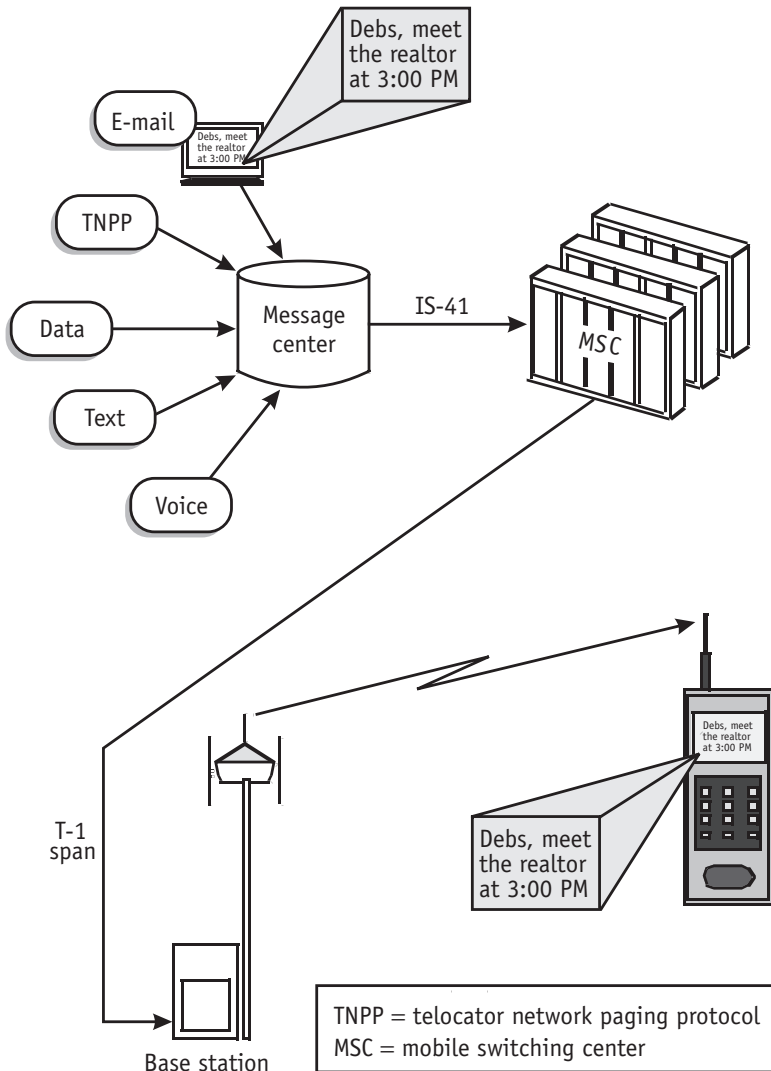 Debs, meet
the realtor
at 3:00 PM
E-mail
Debs, meet
the realtor
at 3:00 PM
TNPP
Data
Text
Voice
Message
center
IS-41
MSC
T-1
span
Debs, meet
the realtor
at 3:00 PM
Debs, meet
the realtor
at 3:00 PM
Base station
TNPP = telocator network paging protocol
MSC = mobile switching center